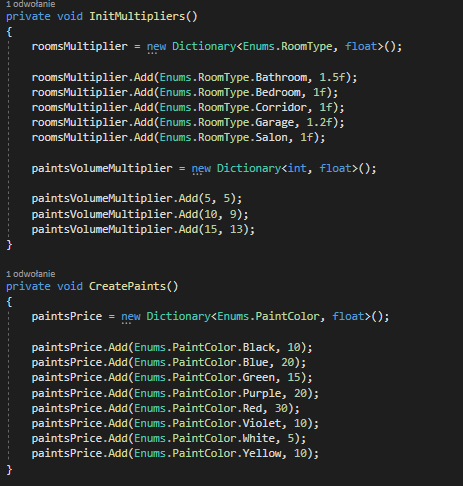 1 odwołanie
private void InitMultipliers()
{
roomsMultiplier = new Dictionary<Enums.RoomType, float>();
roomsMultiplier.Add(Enums.RoomType.Bathroom, 1.5f);
roomsMultiplier.Add(Enums.RoomType.Bedroom, 1f);
roomsMultiplier.Add(Enums.RoomType.Corridor, 1f);
roomsMultiplier.Add(Enums.RoomType.Garage, 1.2f);
roomsMultiplier.Add(Enums.RoomType.Salon, 1f);
paintsVolumeMultiplier = new Dictionary<int, float>();
paintsVolumeMultiplier.Add(5, 5);
paintsVolumeMultiplier.Add(10, 9);
paintsVolumeMultiplier.Add(15, 13);
}
1 odwołanie
private void CreatePaints()
{
paintsPrice = new Dictionary<Enums.PaintColor, float>();
paintsPrice.Add(Enums.PaintColor.Black, 10);
paintsPrice.Add(Enums.PaintColor.Blue, 20);
paintsPrice.Add(Enums.PaintColor.Green, 15);
paintsPrice.Add(Enums.PaintColor.Purple, 20);
paintsPrice.Add(Enums.PaintColor.Red, 30);
paintsPrice.Add(Enums.PaintColor.Violet, 10);
paintsPrice.Add(Enums.PaintColor.White, 5);
paintsPrice.Add(Enums.PaintColor.Yellow, 10);
}